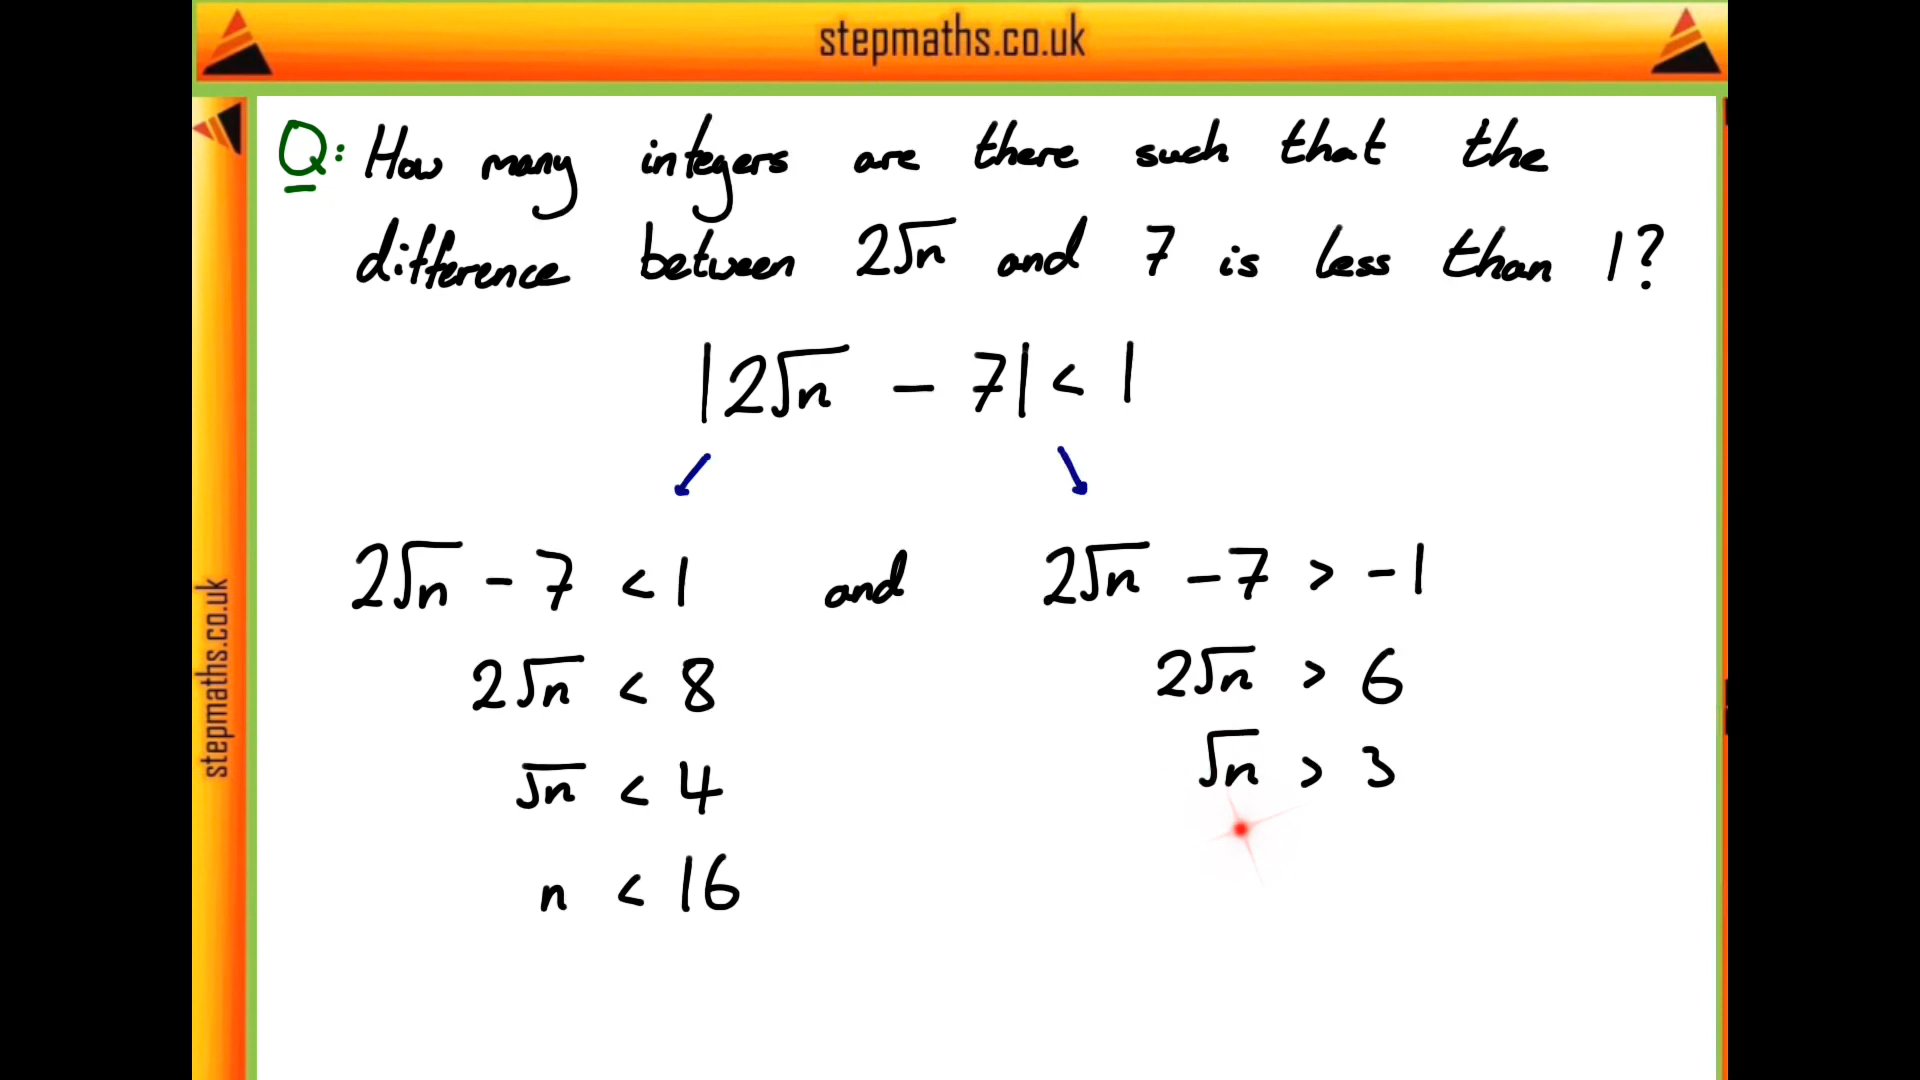 stepmaths.co.uk
stepmaths.co.uk
Q: How many integers are there such that the
difference between 2√n and 7 is less than 1?
|2√n - 7| < 1
2√n - 7 < 1 and 2√n - 7 > -1
2√n < 8 2√n > 6
√n < 4 √n > 3
n < 16